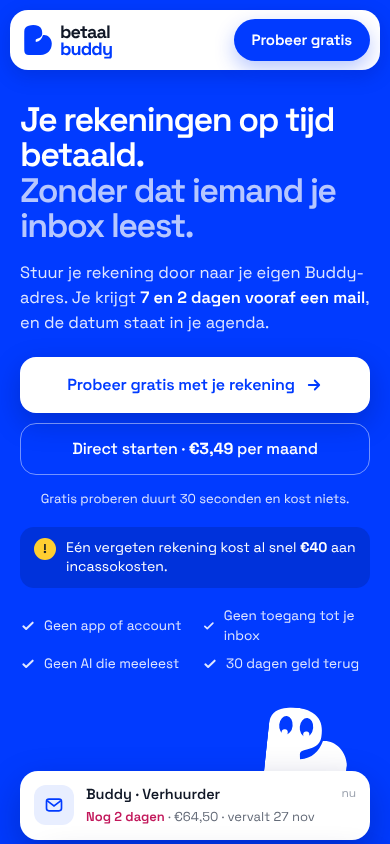 betaal
buddy
Probeer gratis
Je rekeningen op tijd
betaald.
Zonder dat iemand je
inbox leest.
Stuur je rekening door naar je eigen Buddy-
adres. Je krijgt 7 en 2 dagen vooraf een mail,
en de datum staat in je agenda.
Probeer gratis met je rekening →
Direct starten · €3,49 per maand
Gratis proberen duurt 30 seconden en kost niets.
! Eén vergeten rekening kost al snel €40 aan
incassokosten.
Geen app of account
Geen toegang tot je
inbox
Geen AI die meeleest
30 dagen geld terug
Buddy · Verhuurder
nu
Nog 2 dagen · €64,50 · vervalt 27 nov